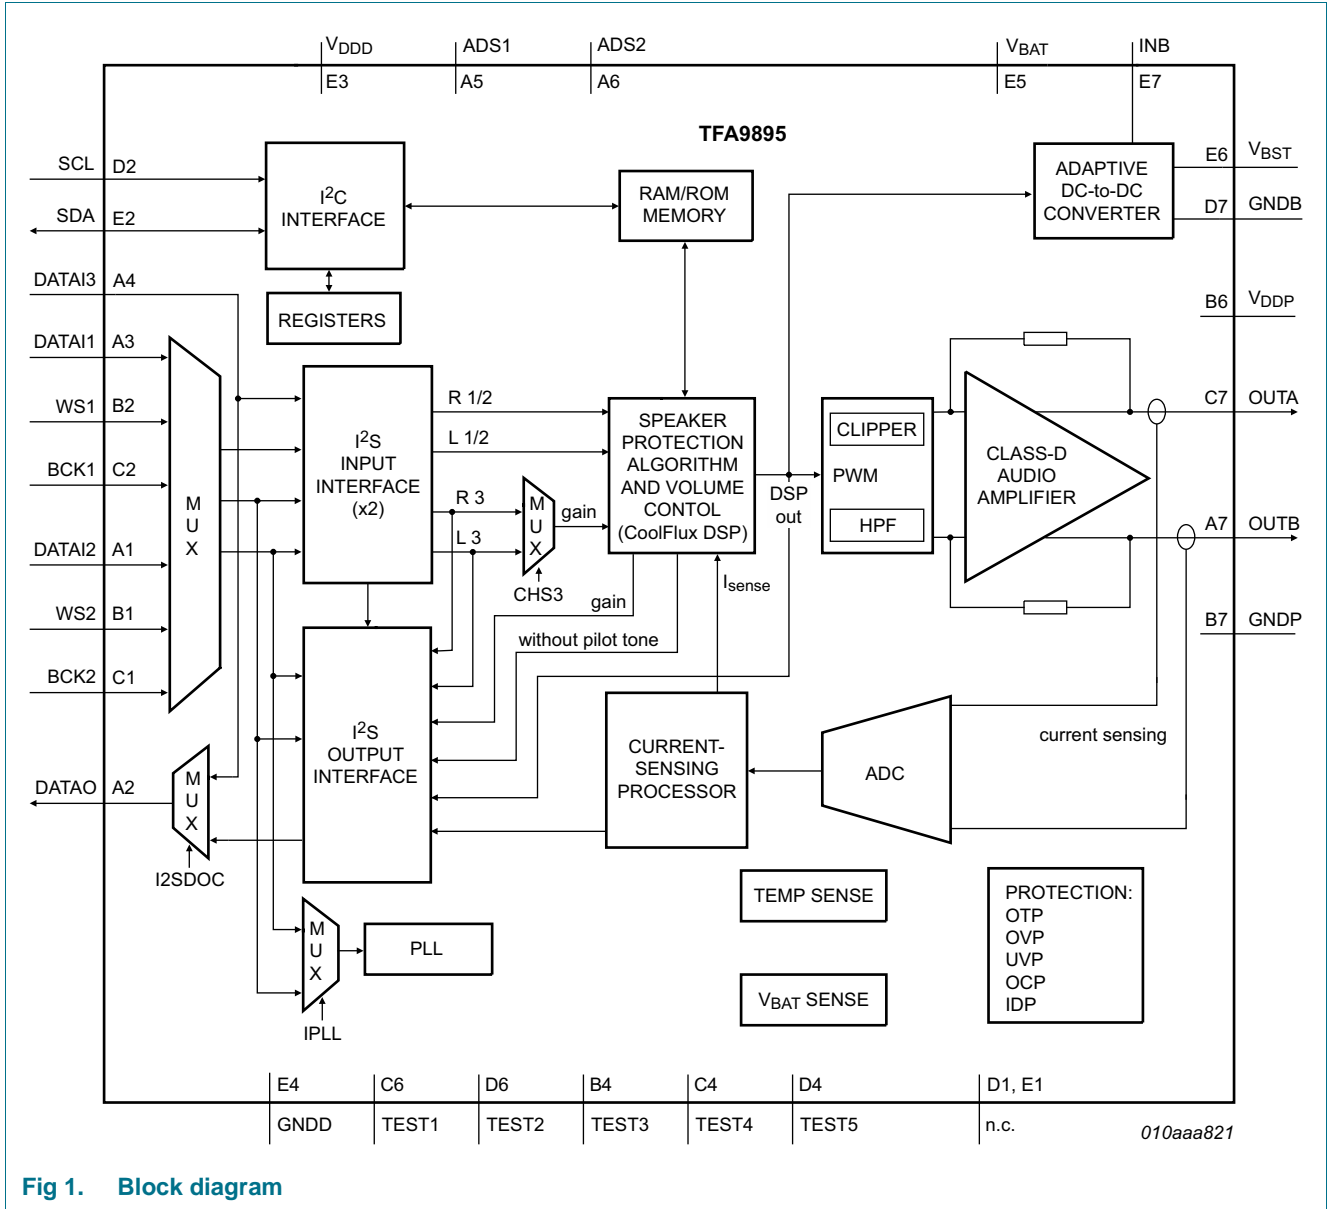 VDDD
ADS1
ADS2
VBAT
INB
E3
A5
A6
E5
E7
TFA9895
SCL
D2
SDA
E2
DATAI3
A4
DATAI1
A3
WS1
B2
BCK1
C2
DATAI2
A1
WS2
B1
BCK2
C1
DATAO
A2
I2C
INTERFACE
REGISTERS
RAM/ROM
MEMORY
ADAPTIVE
DC-to-DC
CONVERTER
E6
VBST
D7
GNDB
B6
VDDP
C7
OUTA
A7
OUTB
B7
GNDP
MUX
I2S
INPUT
INTERFACE
(x2)
R 1/2
L 1/2
R 3
L 3
MUX
CHS3
gain
SPEAKER
PROTECTION
ALGORITHM
AND VOLUME
CONTOL
(CoolFlux DSP)
DSP
out
CLIPPER
PWM
HPF
CLASS-D
AUDIO
AMPLIFIER
Isense
gain
without pilot tone
I2S
OUTPUT
INTERFACE
CURRENT-
SENSING
PROCESSOR
ADC
current sensing
MUX
I2SDOC
MUX
IPLL
PLL
TEMP SENSE
VBAT SENSE
PROTECTION:
OTP
OVP
UVP
OCP
IDP
E4
C6
D6
B4
C4
D4
D1, E1
GNDD
TEST1
TEST2
TEST3
TEST4
TEST5
n.c.
010aaa821
Fig 1. Block diagram